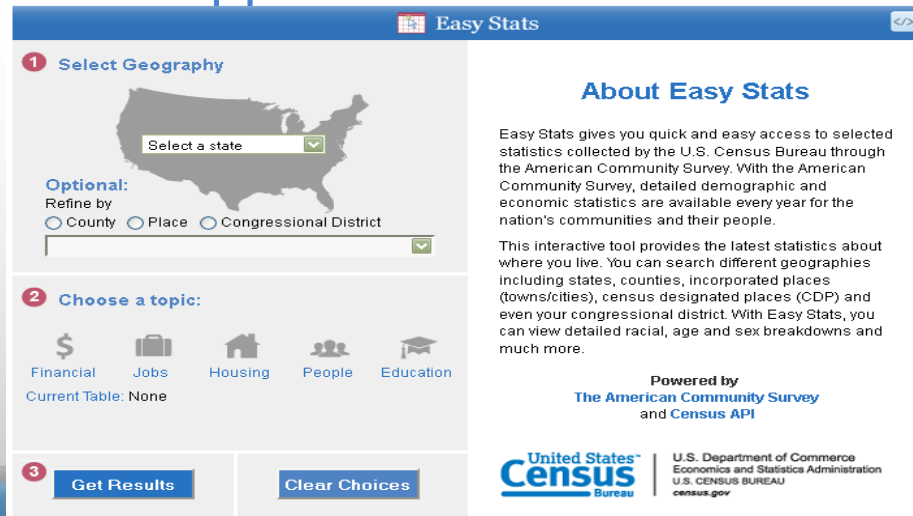 Easy Stats
</>
1 Select Geography
Select a state
Optional:
Refine by
County Place Congressional District
2 Choose a topic:
$
Financial Jobs Housing People Education
Current Table: None
3 Get Results Clear Choices
About Easy Stats
Easy Stats gives you quick and easy access to selected
statistics collected by the U.S. Census Bureau through
the American Community Survey. With the American
Community Survey, detailed demographic and
economic statistics are available every year for the
nation's communities and their people.
This interactive tool provides the latest statistics about
where you live. You can search different geographies
including states, counties, incorporated places
(towns/cities), census designated places (CDP) and
even your congressional district. With Easy Stats, you
can view detailed racial, age and sex breakdowns and
much more.
Powered by
The American Community Survey
and Census API
United States™
Census
Bureau
U.S. Department of Commerce
Economics and Statistics Administration
U.S. CENSUS BUREAU
census.gov